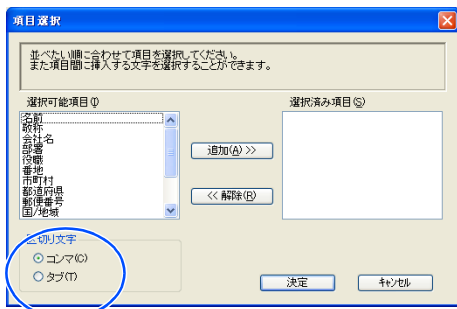 項目選択
並べたい順に合わせて項目を選択してください。
また項目間に挿入する文字を選択することができます。
選択可能項目(I)
選択済み項目(S)
名前
敬称
会社名
部署
役職
番地
市町村
都道府県
郵便番号
国/地域
追加(A) >>
<< 解除(R)
区切り文字
コンマ(C)
タブ(T)
決定
キャンセル